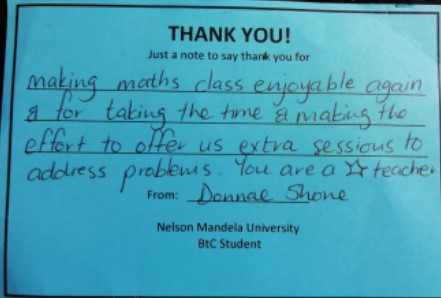 THANK YOU!
Just a note to say thank you for
making maths class enjoyable again
& for taking the time & making the
effort to offer us extra sessions to
address problems. You are a ☆ teacher
From: Donnae Shone
Nelson Mandela University
BtC Student